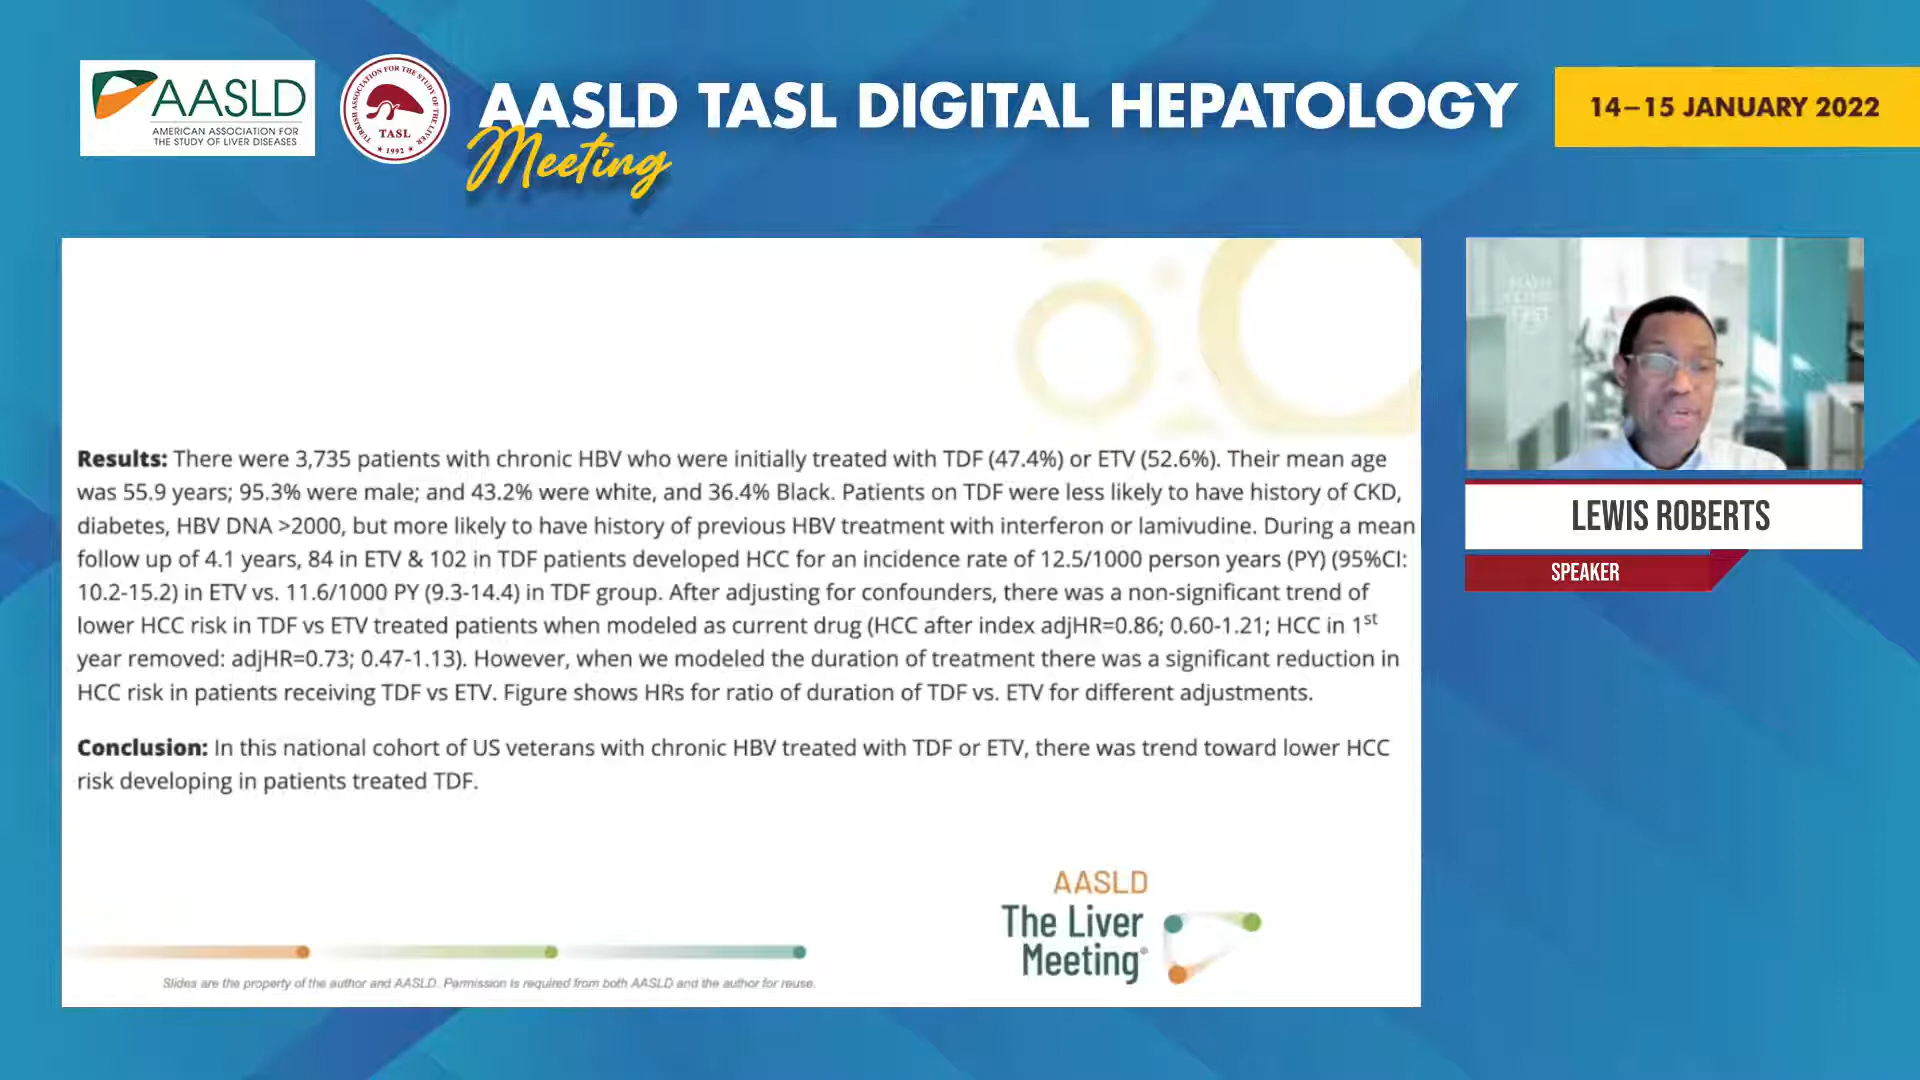 AASLD
AMERICAN ASSOCIATION FOR
THE STUDY OF LIVER DISEASES
TURKISH ASSOCIATION FOR THE STUDY OF THE LIVER
TASL
1992
AASLD TASL DIGITAL HEPATOLOGY
Meeting
14–15 JANUARY 2022
Results: There were 3,735 patients with chronic HBV who were initially treated with TDF (47.4%) or ETV (52.6%). Their mean age
was 55.9 years; 95.3% were male; and 43.2% were white, and 36.4% Black. Patients on TDF were less likely to have history of CKD,
diabetes, HBV DNA >2000, but more likely to have history of previous HBV treatment with interferon or lamivudine. During a mean
follow up of 4.1 years, 84 in ETV & 102 in TDF patients developed HCC for an incidence rate of 12.5/1000 person years (PY) (95%CI:
10.2-15.2) in ETV vs. 11.6/1000 PY (9.3-14.4) in TDF group. After adjusting for confounders, there was a non-significant trend of
lower HCC risk in TDF vs ETV treated patients when modeled as current drug (HCC after index adjHR=0.86; 0.60-1.21; HCC in 1st
year removed: adjHR=0.73; 0.47-1.13). However, when we modeled the duration of treatment there was a significant reduction in
HCC risk in patients receiving TDF vs ETV. Figure shows HRs for ratio of duration of TDF vs. ETV for different adjustments.
Conclusion: In this national cohort of US veterans with chronic HBV treated with TDF or ETV, there was trend toward lower HCC
risk developing in patients treated TDF.
AASLD
The Liver
Meeting®
Slides are the property of the author and AASLD. Permission is required from both AASLD and the author for reuse.
LEWIS ROBERTS
SPEAKER